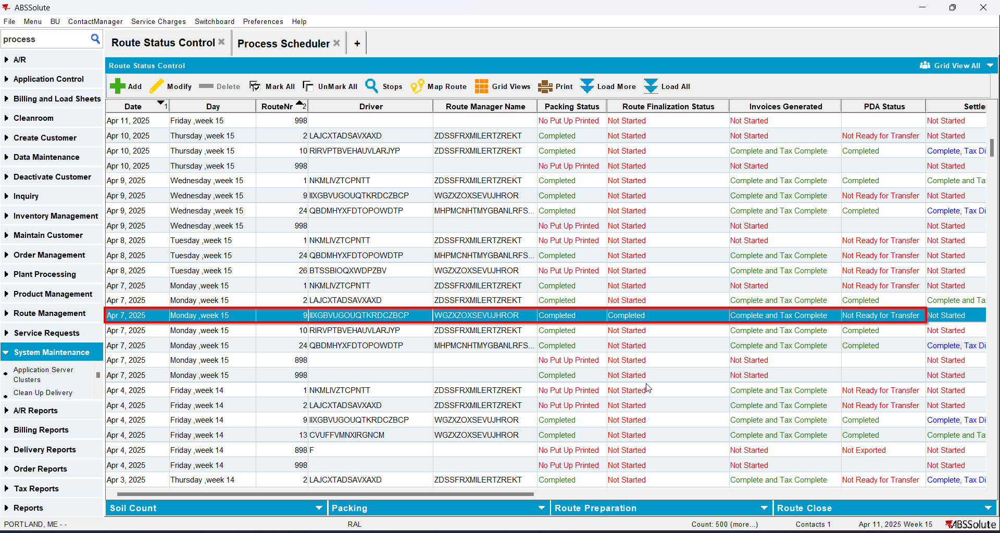 ABSSolute
File Menu BU ContactManager Service Charges Switchboard Preferences Help
process
Route Status Control
Process Scheduler
+
Route Status Control
Grid View All
Add Modify Delete Mark All UnMark All Stops Map Route Grid Views Print Load More Load All
A/R
Application Control
Billing and Load Sheets
Cleanroom
Create Customer
Data Maintenance
Deactivate Customer
Inquiry
Inventory Management
Maintain Customer
Order Management
Plant Processing
Product Management
Route Management
Service Requests
System Maintenance
Application Server
Clusters
Clean Up Delivery
A/R Reports
Billing Reports
Delivery Reports
Order Reports
Tax Reports
Reports
Date 1 Day RouteNr 2 Driver Route Manager Name Packing Status Route Finalization Status Invoices Generated PDA Status Settle
Apr 11, 2025 Friday ,week 15 998 No Put Up Printed Not Started Not Started Not Started
Apr 10, 2025 Thursday ,week 15 2 LAJCXTADSAVXAXD ZDSSFRXMILERTZREKT Completed Not Started Not Started Not Ready for Transfer Not Started
Apr 10, 2025 Thursday ,week 15 10 RIRVPTBVEHAUVLARJYP ZDSSFRXMILERTZREKT Completed Not Started Complete and Tax Complete Completed Complete, Tax Di
Apr 10, 2025 Thursday ,week 15 998 No Put Up Printed Not Started Not Started Not Started
Apr 9, 2025 Wednesday ,week 15 1 NKMLIVZTCPNTT ZDSSFRXMILERTZREKT Completed Not Started Complete and Tax Complete Completed Complete and Ta
Apr 9, 2025 Wednesday ,week 15 9 IIXGBVUGOUQTKRDCZBCP WGZXZOXSEVUJHROR Completed Not Started Complete and Tax Complete Not Ready for Transfer Not Started
Apr 9, 2025 Wednesday ,week 15 24 QBDMHYXFDTOPOWDTP MHPMCNHTMYGBANLRFS... Completed Not Started Complete and Tax Complete Completed Complete, Tax Di
Apr 9, 2025 Wednesday ,week 15 998 No Put Up Printed Not Started Not Started Not Started
Apr 8, 2025 Tuesday ,week 15 1 NKMLIVZTCPNTT ZDSSFRXMILERTZREKT No Put Up Printed Not Started Not Started Not Ready for Transfer Not Started
Apr 8, 2025 Tuesday ,week 15 24 QBDMHYXFDTOPOWDTP MHPMCNHTMYGBANLRFS... Completed Not Started Complete and Tax Complete Not Ready for Transfer Not Started
Apr 8, 2025 Tuesday ,week 15 26 BTSSBIOQXWDPZBV WGZXZOXSEVUJHROR No Put Up Printed Not Started Complete and Tax Complete Not Ready for Transfer Not Started
Apr 7, 2025 Monday ,week 15 1 NKMLIVZTCPNTT ZDSSFRXMILERTZREKT Completed Not Started Not Started Not Ready for Transfer Not Started
Apr 7, 2025 Monday ,week 15 2 LAJCXTADSAVXAXD ZDSSFRXMILERTZREKT Completed Not Started Complete and Tax Complete Completed Complete and Ta
Apr 7, 2025 Monday ,week 15 9 IIXGBVUGOUQTKRDCZBCP WGZXZOXSEVUJHROR Completed Completed Complete and Tax Complete Not Ready for Transfer Not Started
Apr 7, 2025 Monday ,week 15 10 RIRVPTBVEHAUVLARJYP ZDSSFRXMILERTZREKT Completed Not Started Complete and Tax Complete Completed Not Started
Apr 7, 2025 Monday ,week 15 24 QBDMHYXFDTOPOWDTP MHPMCNHTMYGBANLRFS... Completed Not Started Complete and Tax Complete Completed Complete, Tax Di
Apr 7, 2025 Monday ,week 15 898 No Put Up Printed Not Started Not Started Not Started
Apr 7, 2025 Monday ,week 15 998 Completed Not Started Not Started Not Started
Apr 4, 2025 Friday ,week 14 1 NKMLIVZTCPNTT ZDSSFRXMILERTZREKT No Put Up Printed Not Started Complete and Tax Complete Not Ready for Transfer Not Started
Apr 4, 2025 Friday ,week 14 2 LAJCXTADSAVXAXD ZDSSFRXMILERTZREKT No Put Up Printed Not Started Complete and Tax Complete Not Ready for Transfer Not Started
Apr 4, 2025 Friday ,week 14 9 IIXGBVUGOUQTKRDCZBCP WGZXZOXSEVUJHROR Completed Not Started Complete and Tax Complete Completed Complete, Tax Di
Apr 4, 2025 Friday ,week 14 13 CVUFFVMNXIRGNCM WGZXZOXSEVUJHROR Completed Not Started Complete and Tax Complete Completed Complete and Ta
Apr 4, 2025 Friday ,week 14 898 F No Put Up Printed Not Started Not Started Not Exported Not Started
Apr 4, 2025 Friday ,week 14 998 No Put Up Printed Not Started Not Started Not Started
Apr 3, 2025 Thursday ,week 14 2 LAJCXTADSAVXAXD ZDSSFRXMILERTZREKT Completed Not Started Complete and Tax Complete Not Ready for Transfer Complete, Tax Di
Soil Count Packing Route Preparation Route Close
PORTLAND, ME - - RAL Count: 500 (more...) Contacts 1 Apr 11, 2025 Week 15 ABSSolute